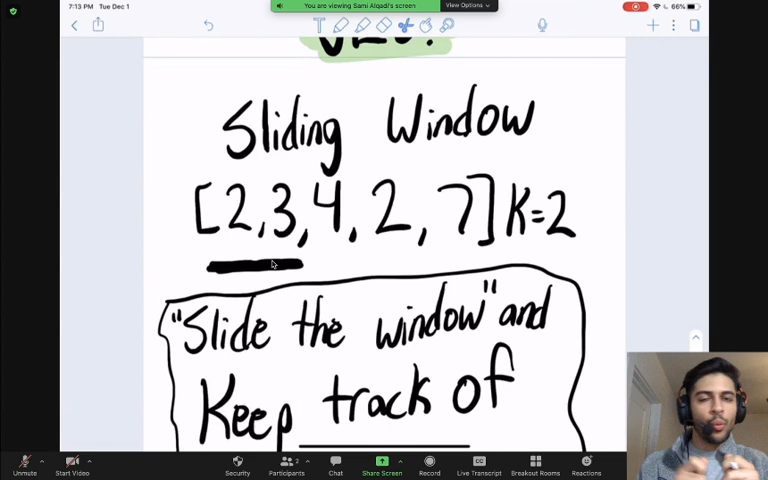 7:13 PM Tue Dec 1
You are viewing Sami Alqadi's screen
View Options
66%
Sliding Window
[2,3,4,2,7] K=2
"Slide the window" and
Keep track of
Unmute
Start Video
Security
Participants
2
Chat
Share Screen
Record
Live Transcript
Breakout Rooms
Reactions